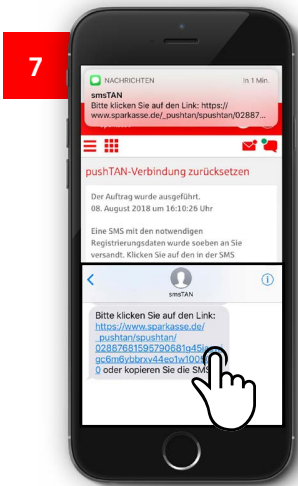 7
NACHRICHTEN In 1 Min.
smsTAN
Bitte klicken Sie auf den Link: https://
www.sparkasse.de/_pushtan/spushtan/02887...
pushTAN-Verbindung zurücksetzen
Der Auftrag wurde ausgeführt.
08. August 2018 um 16:10:26 Uhr
Eine SMS mit den notwendigen
Registrierungsdaten wurde soeben an Sie
versandt. Klicken Sie auf den in der SMS
smsTAN
Bitte klicken Sie auf den Link:
https://www.sparkasse.de/
_pushtan/spushtan/
gc6m6ybbrxv44eo1w100
0 oder kopieren Sie die SMS